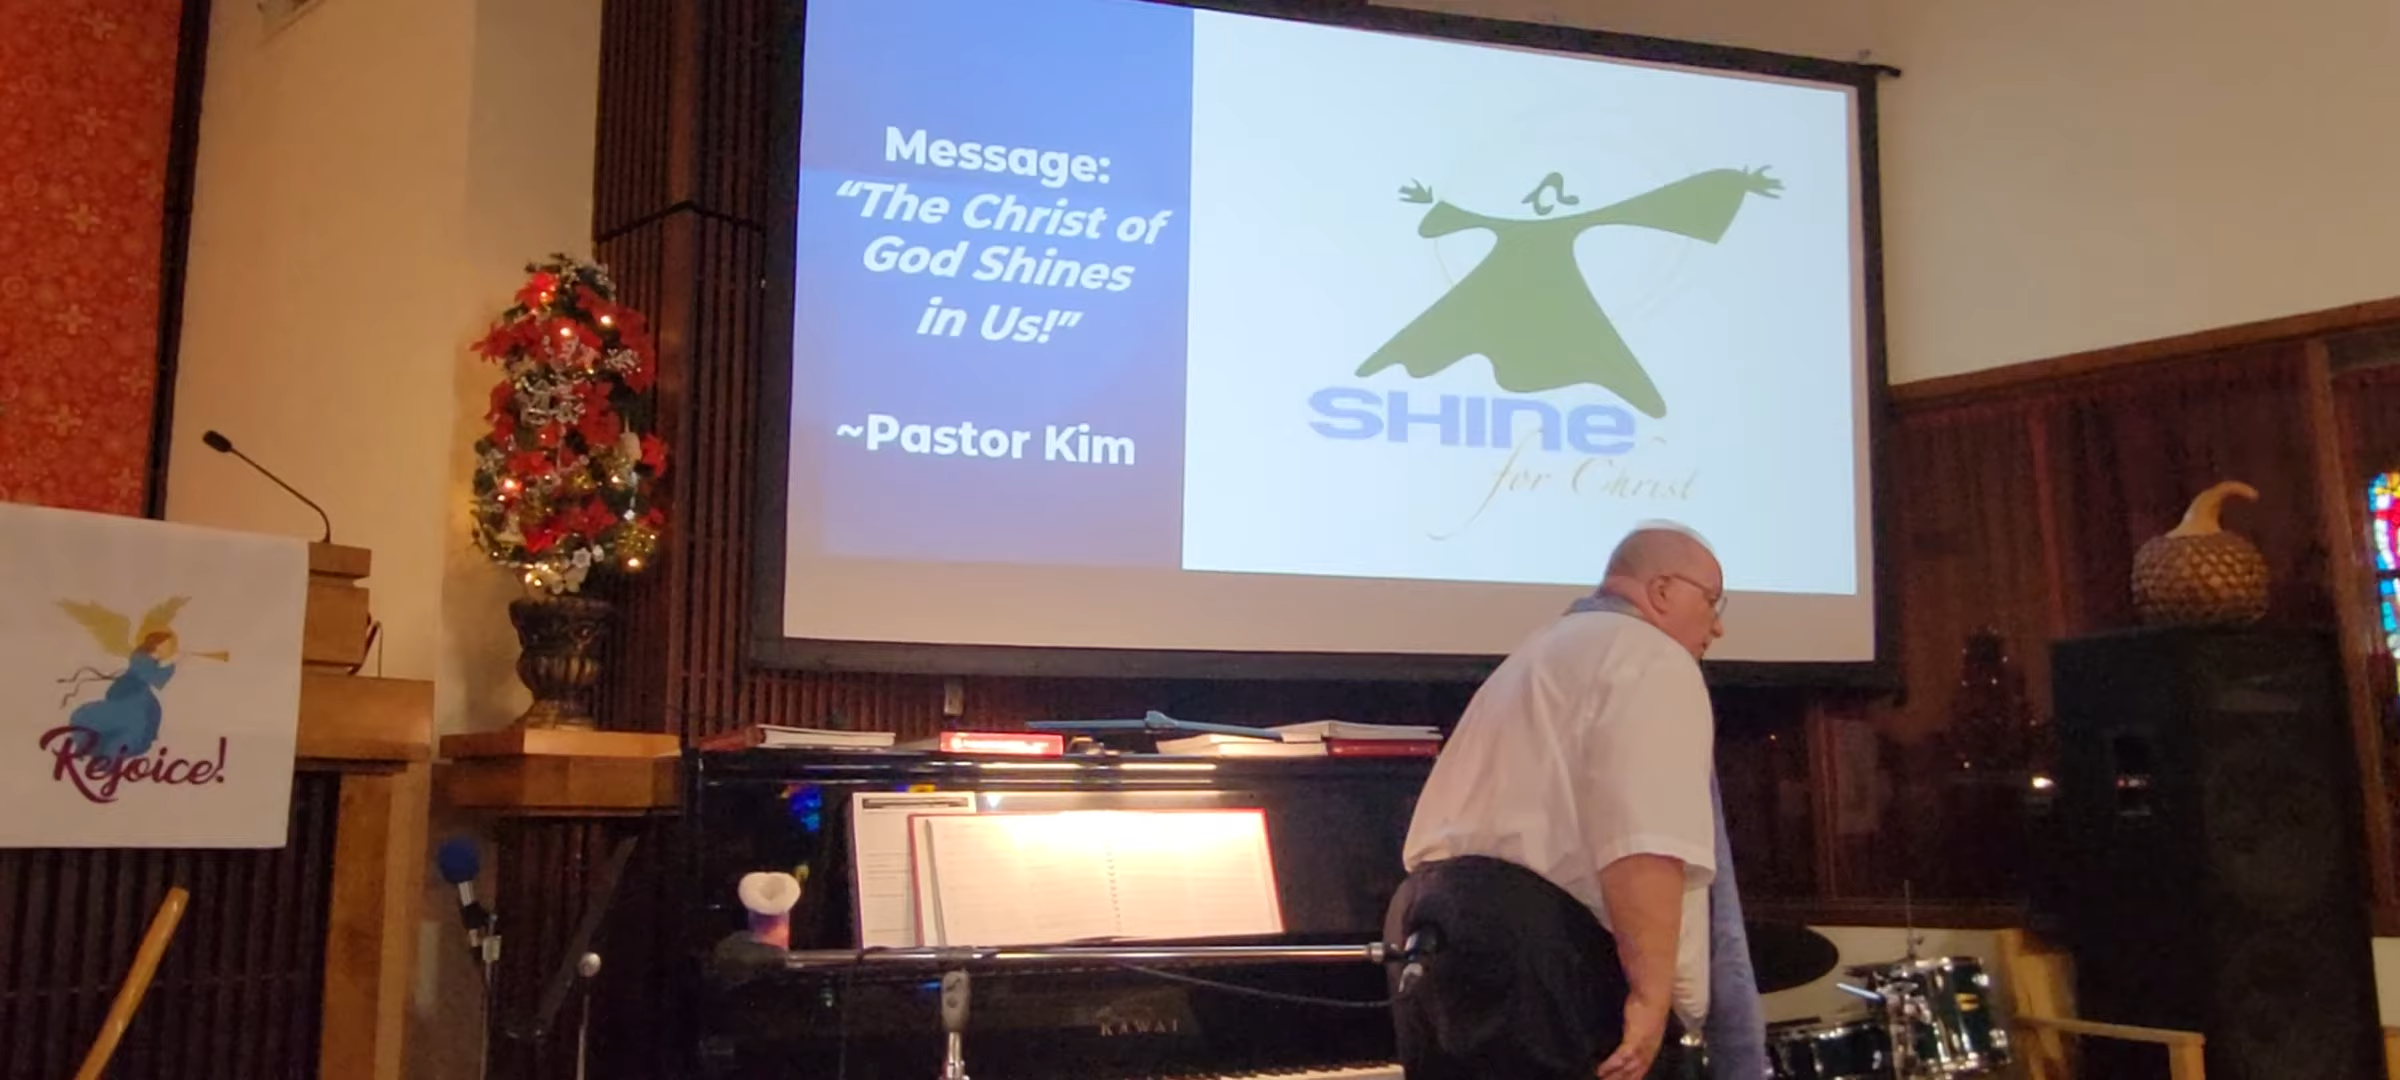 Message:
“The Christ of
God Shines
in Us!”
~Pastor Kim
SHINE
for Christ
Rejoice!
KAWAI